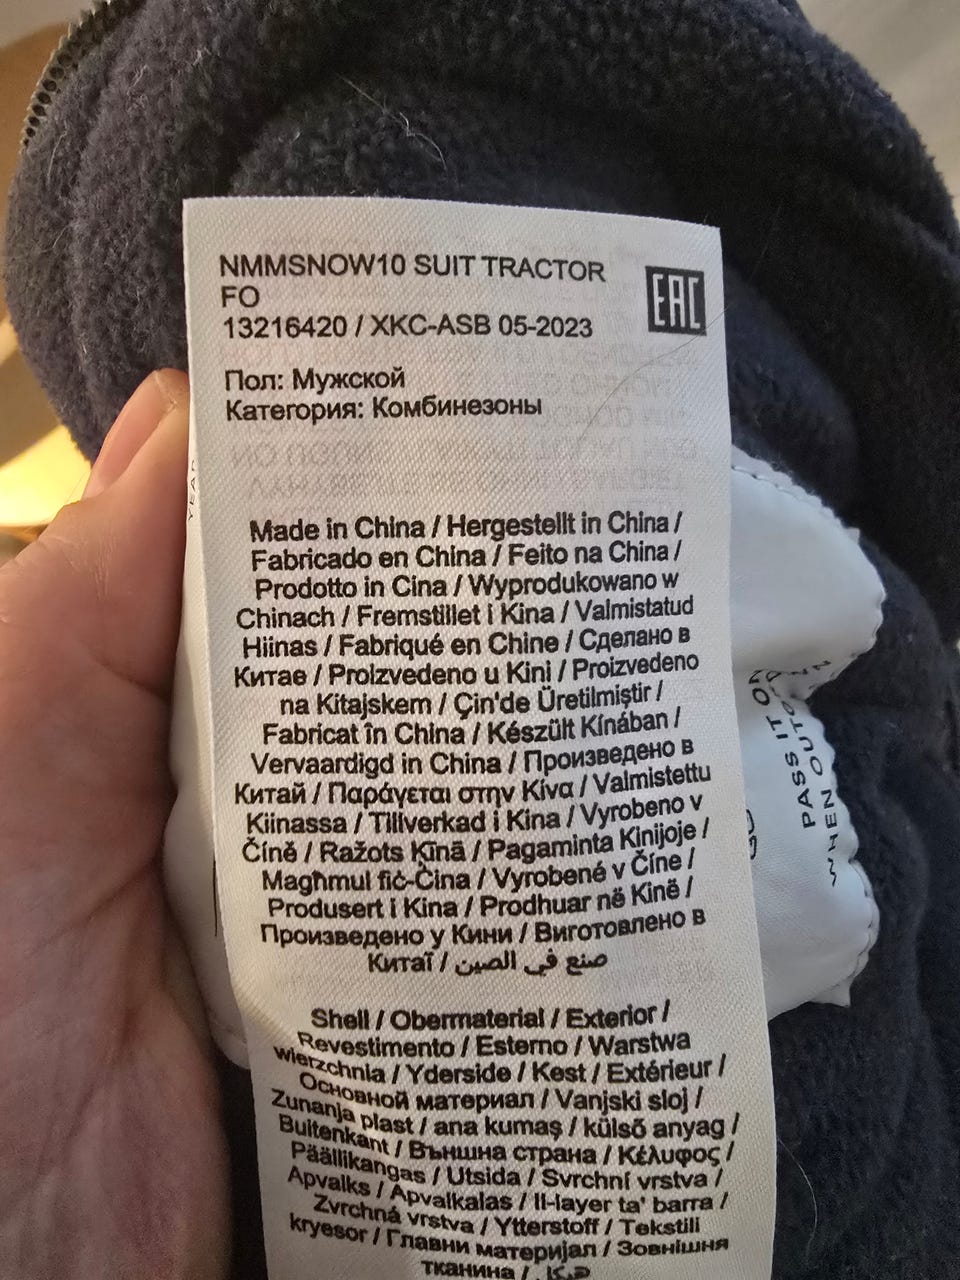 NMMSNOW10 SUIT TRACTOR
FO
13216420 / XKC-ASB 05-2023
EAC
Пол: Мужской
Категория: Комбинезоны
YEAR
Made in China / Hergestellt in China /
Fabricado en China / Feito na China /
Prodotto in Cina / Wyprodukowano w
Chinach / Fremstillet i Kina / Valmistatud
Hiinas / Fabriqué en Chine / Сделано в
Китае / Proizvedeno u Kini / Proizvedeno
na Kitajskem / Çin'de Üretilmiştir /
Fabricat în China / Készült Kínában /
Vervaardigd in China / Произведено в
Китай / Παράγεται στην Κίνα / Valmistettu
Kiinassa / Tillverkad i Kina / Vyrobeno v
Číně / Ražots Ķīnā / Pagaminta Kinijoje /
Magħmul fiċ-Ċina / Vyrobené v Číne /
Produsert i Kina / Prodhuar në Kinë /
Произведено у Кини / Виготовлено в
Китаї / صنع في الصين
Shell / Obermaterial / Exterior /
Revestimento / Esterno / Warstwa
wierzchnia / Yderside / Kest / Extérieur /
Основной материал / Vanjski sloj /
Zunanja plast / ana kumaş / külső anyag /
Buitenkant / Външна страна / Κέλυφος /
Päällikangas / Utsida / Svrchní vrstva /
Apvalks / Apvalkalas / Il-layer ta' barra /
Zvrchná vrstva / Ytterstoff / Tekstili
kryesor / Главни материјал / Зовнішня
тканина / هيكل
PASS IT ON
WHEN OUT